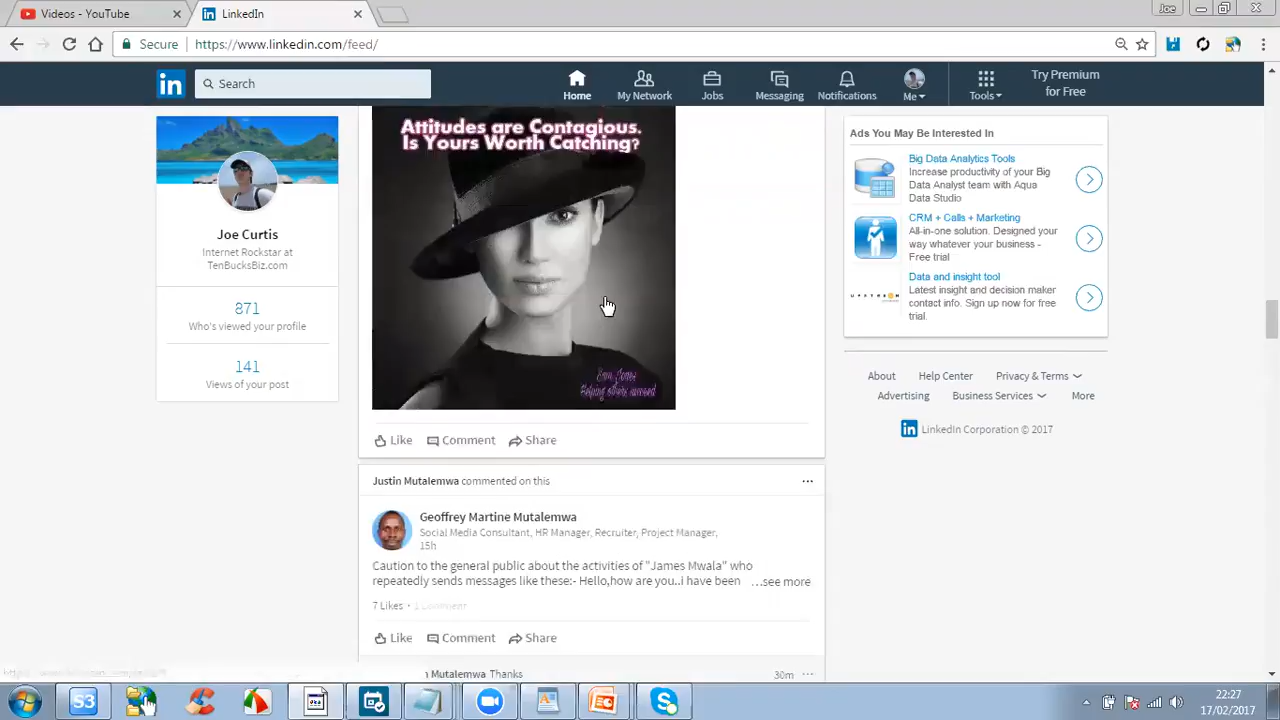 Videos - YouTube
LinkedIn
Joe
Secure
https://www.linkedin.com/feed/
in
Search
Home
My Network
Jobs
Messaging
Notifications
Me
Tools
Try Premium
for Free
Attitudes are Contagious.
Is Yours Worth Catching?
Helping others succeed
Joe Curtis
Internet Rockstar at
TenBucksBiz.com
871
Who's viewed your profile
141
Views of your post
Like
Comment
Share
Justin Mutalemwa commented on this
Geoffrey Martine Mutalemwa
Social Media Consultant, HR Manager, Recruiter, Project Manager,
15h
Caution to the general public about the activities of "James Mwala" who
repeatedly sends messages like these:- Hello,how are you..i have been …see more
7 Likes • 1 Comment
Like
Comment
Share
n Mutalemwa Thanks
30m
Ads You May Be Interested In
Big Data Analytics Tools
Increase productivity of your Big
Data Analyst team with Aqua
Data Studio
CRM + Calls + Marketing
All-in-one solution. Designed your
way whatever your business -
Free trial
Data and insight tool
Latest insight and decision maker
contact info. Sign up now for free
trial.
About
Help Center
Privacy & Terms
Advertising
Business Services
More
in LinkedIn Corporation © 2017
S3
22:27
17/02/2017